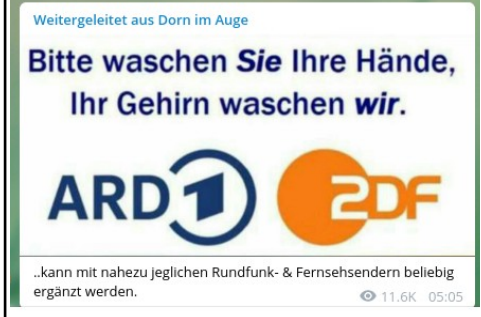 Weitergeleitet aus Dorn im Auge
Bitte waschen Sie Ihre Hände,
Ihr Gehirn waschen wir.
ARD 1 2DF
..kann mit nahezu jeglichen Rundfunk- & Fernsehsendern beliebig
ergänzt werden.
11.6K 05:05